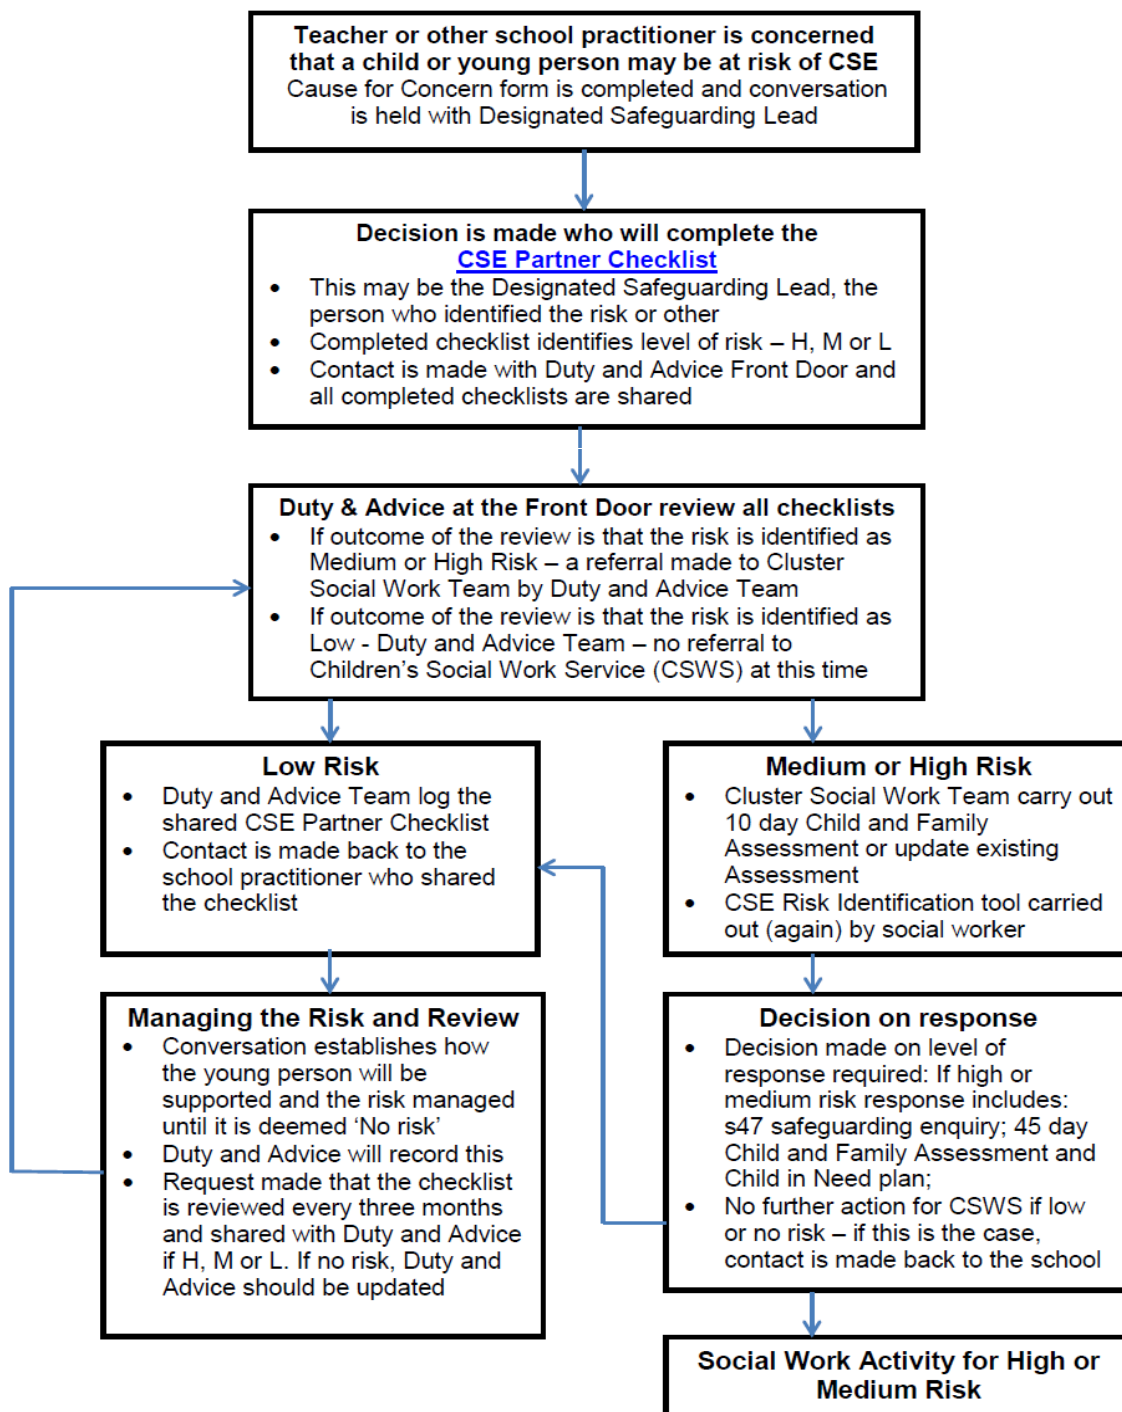 Teacher or other school practitioner is concerned
that a child or young person may be at risk of CSE
Cause for Concern form is completed and conversation
is held with Designated Safeguarding Lead
Decision is made who will complete the
CSE Partner Checklist
• This may be the Designated Safeguarding Lead, the
person who identified the risk or other
• Completed checklist identifies level of risk – H, M or L
• Contact is made with Duty and Advice Front Door and
all completed checklists are shared
Duty & Advice at the Front Door review all checklists
• If outcome of the review is that the risk is identified as
Medium or High Risk – a referral made to Cluster
Social Work Team by Duty and Advice Team
• If outcome of the review is that the risk is identified as
Low - Duty and Advice Team – no referral to
Children's Social Work Service (CSWS) at this time
Low Risk
• Duty and Advice Team log the
shared CSE Partner Checklist
• Contact is made back to the
school practitioner who shared
the checklist
Medium or High Risk
• Cluster Social Work Team carry out
10 day Child and Family
Assessment or update existing
Assessment
• CSE Risk Identification tool carried
out (again) by social worker
Managing the Risk and Review
• Conversation establishes how
the young person will be
supported and the risk managed
until it is deemed 'No risk'
• Duty and Advice will record this
• Request made that the checklist
is reviewed every three months
and shared with Duty and Advice
if H, M or L. If no risk, Duty and
Advice should be updated
Decision on response
• Decision made on level of
response required: If high or
medium risk response includes:
s47 safeguarding enquiry; 45 day
Child and Family Assessment and
Child in Need plan;
• No further action for CSWS if low
or no risk – if this is the case,
contact is made back to the school
Social Work Activity for High or
Medium Risk